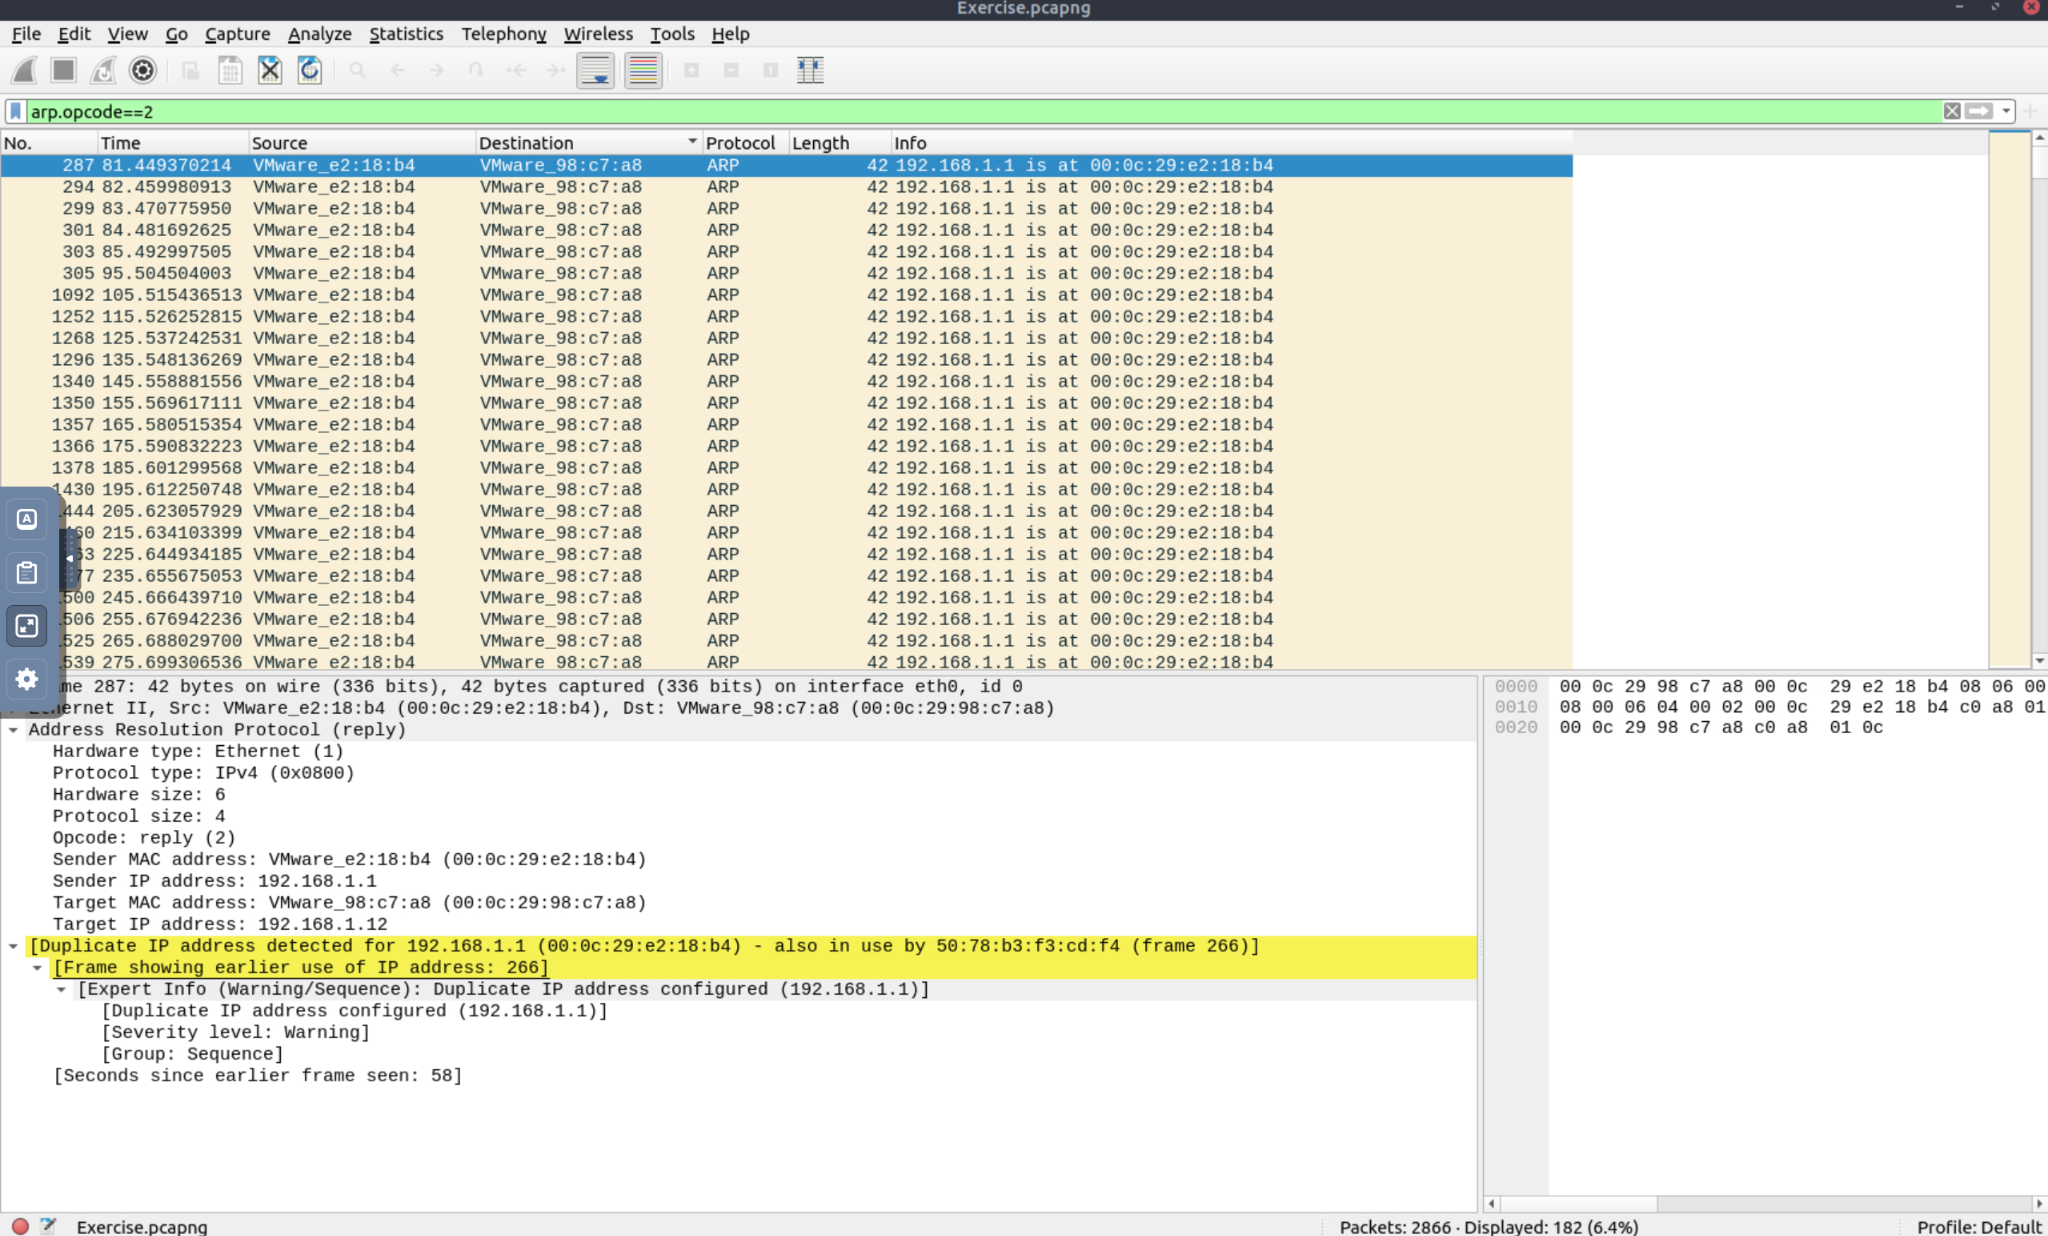 Exercise.pcapng
File Edit View Go Capture Analyze Statistics Telephony Wireless Tools Help
arp.opcode==2
No. Time Source Destination Protocol Length Info
287 81.449370214 VMware_e2:18:b4 VMware_98:c7:a8 ARP 42 192.168.1.1 is at 00:0c:29:e2:18:b4
294 82.459980913 VMware_e2:18:b4 VMware_98:c7:a8 ARP 42 192.168.1.1 is at 00:0c:29:e2:18:b4
299 83.470775950 VMware_e2:18:b4 VMware_98:c7:a8 ARP 42 192.168.1.1 is at 00:0c:29:e2:18:b4
301 84.481692625 VMware_e2:18:b4 VMware_98:c7:a8 ARP 42 192.168.1.1 is at 00:0c:29:e2:18:b4
303 85.492997505 VMware_e2:18:b4 VMware_98:c7:a8 ARP 42 192.168.1.1 is at 00:0c:29:e2:18:b4
305 95.504504003 VMware_e2:18:b4 VMware_98:c7:a8 ARP 42 192.168.1.1 is at 00:0c:29:e2:18:b4
1092 105.515436513 VMware_e2:18:b4 VMware_98:c7:a8 ARP 42 192.168.1.1 is at 00:0c:29:e2:18:b4
1252 115.526252815 VMware_e2:18:b4 VMware_98:c7:a8 ARP 42 192.168.1.1 is at 00:0c:29:e2:18:b4
1268 125.537242531 VMware_e2:18:b4 VMware_98:c7:a8 ARP 42 192.168.1.1 is at 00:0c:29:e2:18:b4
1296 135.548136269 VMware_e2:18:b4 VMware_98:c7:a8 ARP 42 192.168.1.1 is at 00:0c:29:e2:18:b4
1340 145.558881556 VMware_e2:18:b4 VMware_98:c7:a8 ARP 42 192.168.1.1 is at 00:0c:29:e2:18:b4
1350 155.569617111 VMware_e2:18:b4 VMware_98:c7:a8 ARP 42 192.168.1.1 is at 00:0c:29:e2:18:b4
1357 165.580515354 VMware_e2:18:b4 VMware_98:c7:a8 ARP 42 192.168.1.1 is at 00:0c:29:e2:18:b4
1366 175.590832223 VMware_e2:18:b4 VMware_98:c7:a8 ARP 42 192.168.1.1 is at 00:0c:29:e2:18:b4
1378 185.601299568 VMware_e2:18:b4 VMware_98:c7:a8 ARP 42 192.168.1.1 is at 00:0c:29:e2:18:b4
1430 195.612250748 VMware_e2:18:b4 VMware_98:c7:a8 ARP 42 192.168.1.1 is at 00:0c:29:e2:18:b4
444 205.623057929 VMware_e2:18:b4 VMware_98:c7:a8 ARP 42 192.168.1.1 is at 00:0c:29:e2:18:b4
60 215.634103399 VMware_e2:18:b4 VMware_98:c7:a8 ARP 42 192.168.1.1 is at 00:0c:29:e2:18:b4
63 225.644934185 VMware_e2:18:b4 VMware_98:c7:a8 ARP 42 192.168.1.1 is at 00:0c:29:e2:18:b4
77 235.655675053 VMware_e2:18:b4 VMware_98:c7:a8 ARP 42 192.168.1.1 is at 00:0c:29:e2:18:b4
500 245.666439710 VMware_e2:18:b4 VMware_98:c7:a8 ARP 42 192.168.1.1 is at 00:0c:29:e2:18:b4
506 255.676942236 VMware_e2:18:b4 VMware_98:c7:a8 ARP 42 192.168.1.1 is at 00:0c:29:e2:18:b4
525 265.688029700 VMware_e2:18:b4 VMware_98:c7:a8 ARP 42 192.168.1.1 is at 00:0c:29:e2:18:b4
539 275.699306536 VMware_e2:18:b4 VMware_98:c7:a8 ARP 42 192.168.1.1 is at 00:0c:29:e2:18:b4
me 287: 42 bytes on wire (336 bits), 42 bytes captured (336 bits) on interface eth0, id 0
Ethernet II, Src: VMware_e2:18:b4 (00:0c:29:e2:18:b4), Dst: VMware_98:c7:a8 (00:0c:29:98:c7:a8)
Address Resolution Protocol (reply)
Hardware type: Ethernet (1)
Protocol type: IPv4 (0x0800)
Hardware size: 6
Protocol size: 4
Opcode: reply (2)
Sender MAC address: VMware_e2:18:b4 (00:0c:29:e2:18:b4)
Sender IP address: 192.168.1.1
Target MAC address: VMware_98:c7:a8 (00:0c:29:98:c7:a8)
Target IP address: 192.168.1.12
[Duplicate IP address detected for 192.168.1.1 (00:0c:29:e2:18:b4) - also in use by 50:78:b3:f3:cd:f4 (frame 266)]
[Frame showing earlier use of IP address: 266]
[Expert Info (Warning/Sequence): Duplicate IP address configured (192.168.1.1)]
[Duplicate IP address configured (192.168.1.1)]
[Severity level: Warning]
[Group: Sequence]
[Seconds since earlier frame seen: 58]
0000 00 0c 29 98 c7 a8 00 0c 29 e2 18 b4 08 06 00
0010 08 00 06 04 00 02 00 0c 29 e2 18 b4 c0 a8 01
0020 00 0c 29 98 c7 a8 c0 a8 01 0c
Exercise.pcapng
Packets: 2866 · Displayed: 182 (6.4%)
Profile: Default